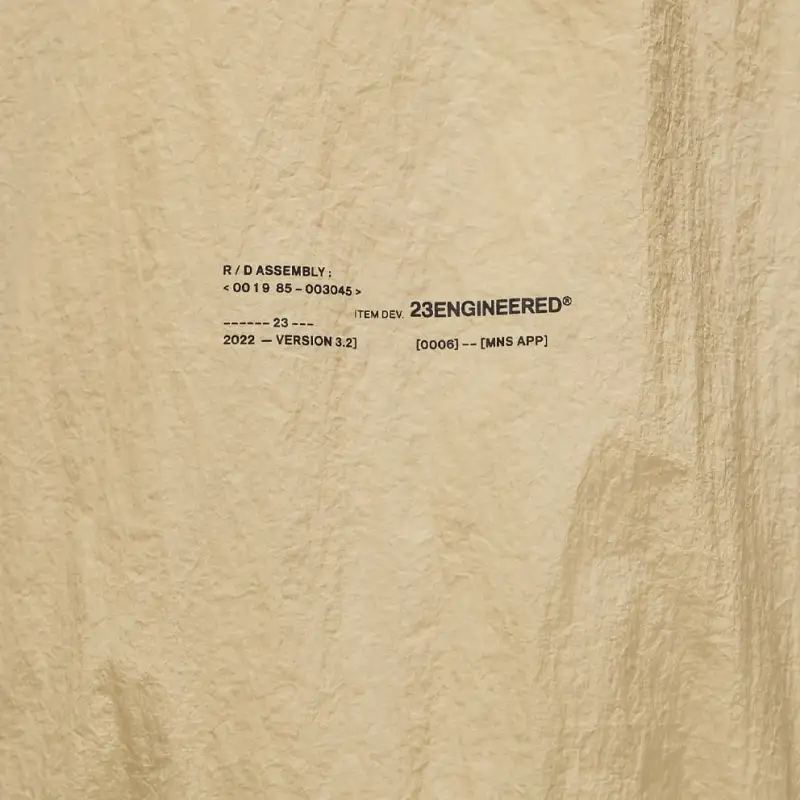 R / D ASSEMBLY :
< 0019 85 – 003045 >
ITEM DEV. 23ENGINEERED®
------ 23 ---
2022 — VERSION 3.2]
[0006] -- [MNS APP]